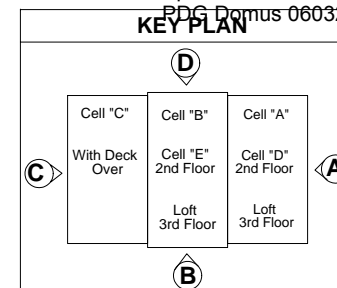 PDG Domus 06032
KEY PLAN
D
Cell "C"
With Deck
Over
Cell "B"
Cell "E"
2nd Floor
Loft
3rd Floor
Cell "A"
Cell "D"
2nd Floor
Loft
3rd Floor
C
A
B